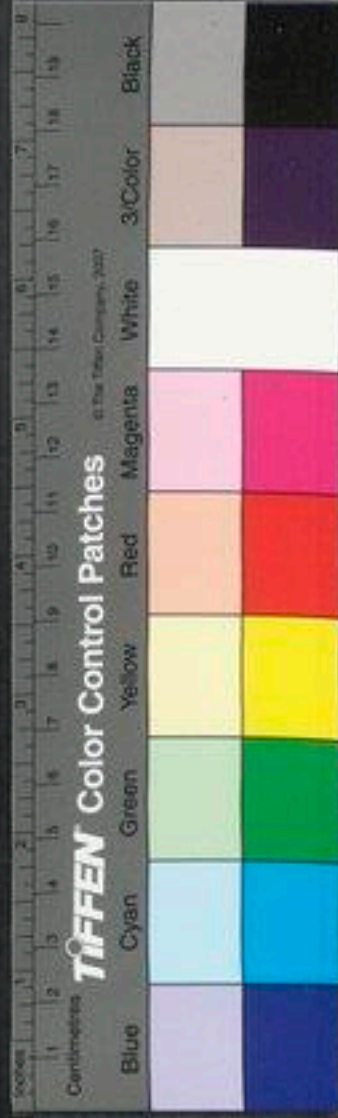 Inches 1 2 3 4 5 6 7 8
1 2 3 4 5 6 7 8 9 10 11 12 13 14 15 16 17 18 19
Centimetres
TIFFEN Color Control Patches
© The Tiffen Company, 2007
Blue Cyan Green Yellow Red Magenta White 3/Color Black